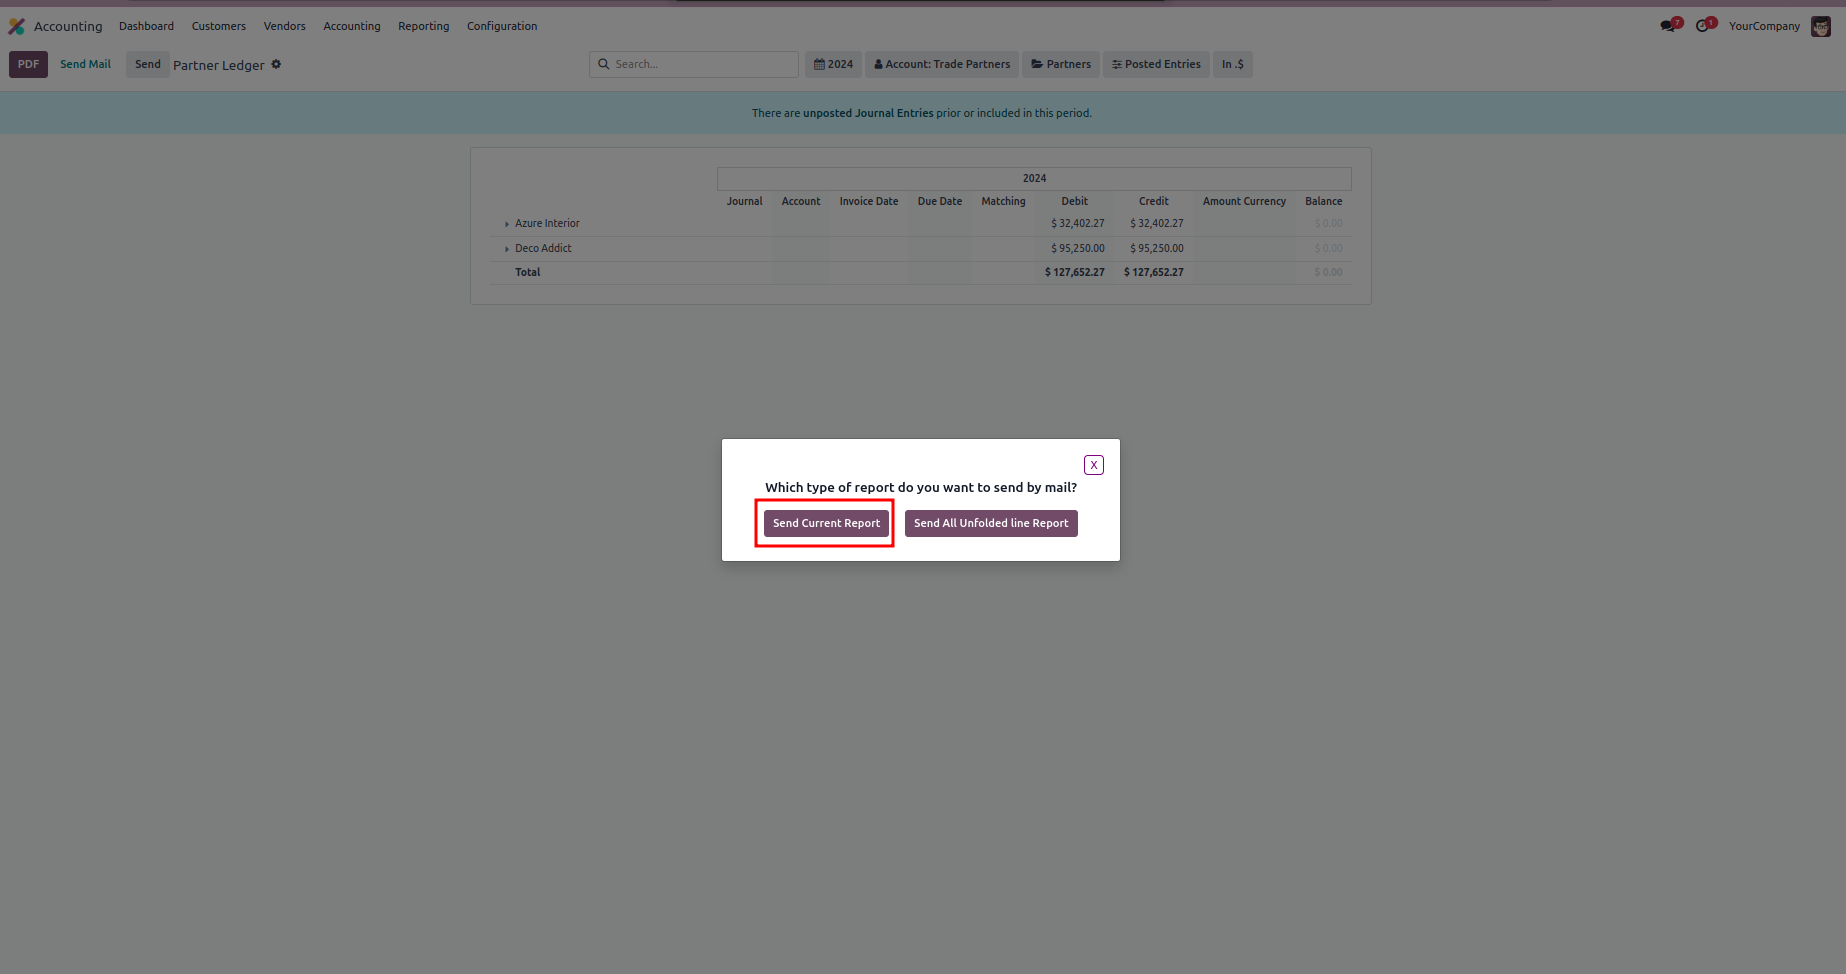 Accounting Dashboard Customers Vendors Accounting Reporting Configuration 7 1 YourCompany
PDF Send Mail Send Partner Ledger Search... 2024 Account: Trade Partners Partners Posted Entries In .$
There are unposted Journal Entries prior or included in this period.
2024
Journal Account Invoice Date Due Date Matching Debit Credit Amount Currency Balance
Azure Interior $ 32,402.27 $ 32,402.27 $ 0.00
Deco Addict $ 95,250.00 $ 95,250.00 $ 0.00
Total $ 127,652.27 $ 127,652.27 $ 0.00
X
Which type of report do you want to send by mail?
Send Current Report Send All Unfolded line Report